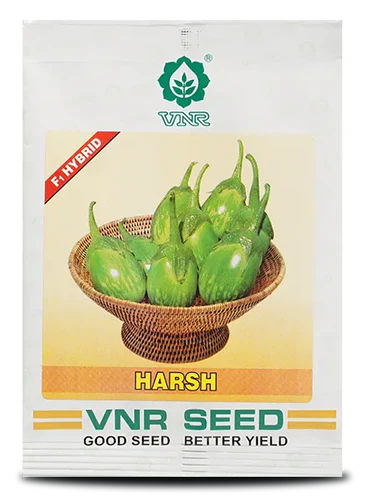 ®
VNR
F1 HYBRID
HARSH
VNR SEED
GOOD SEED BETTER YIELD